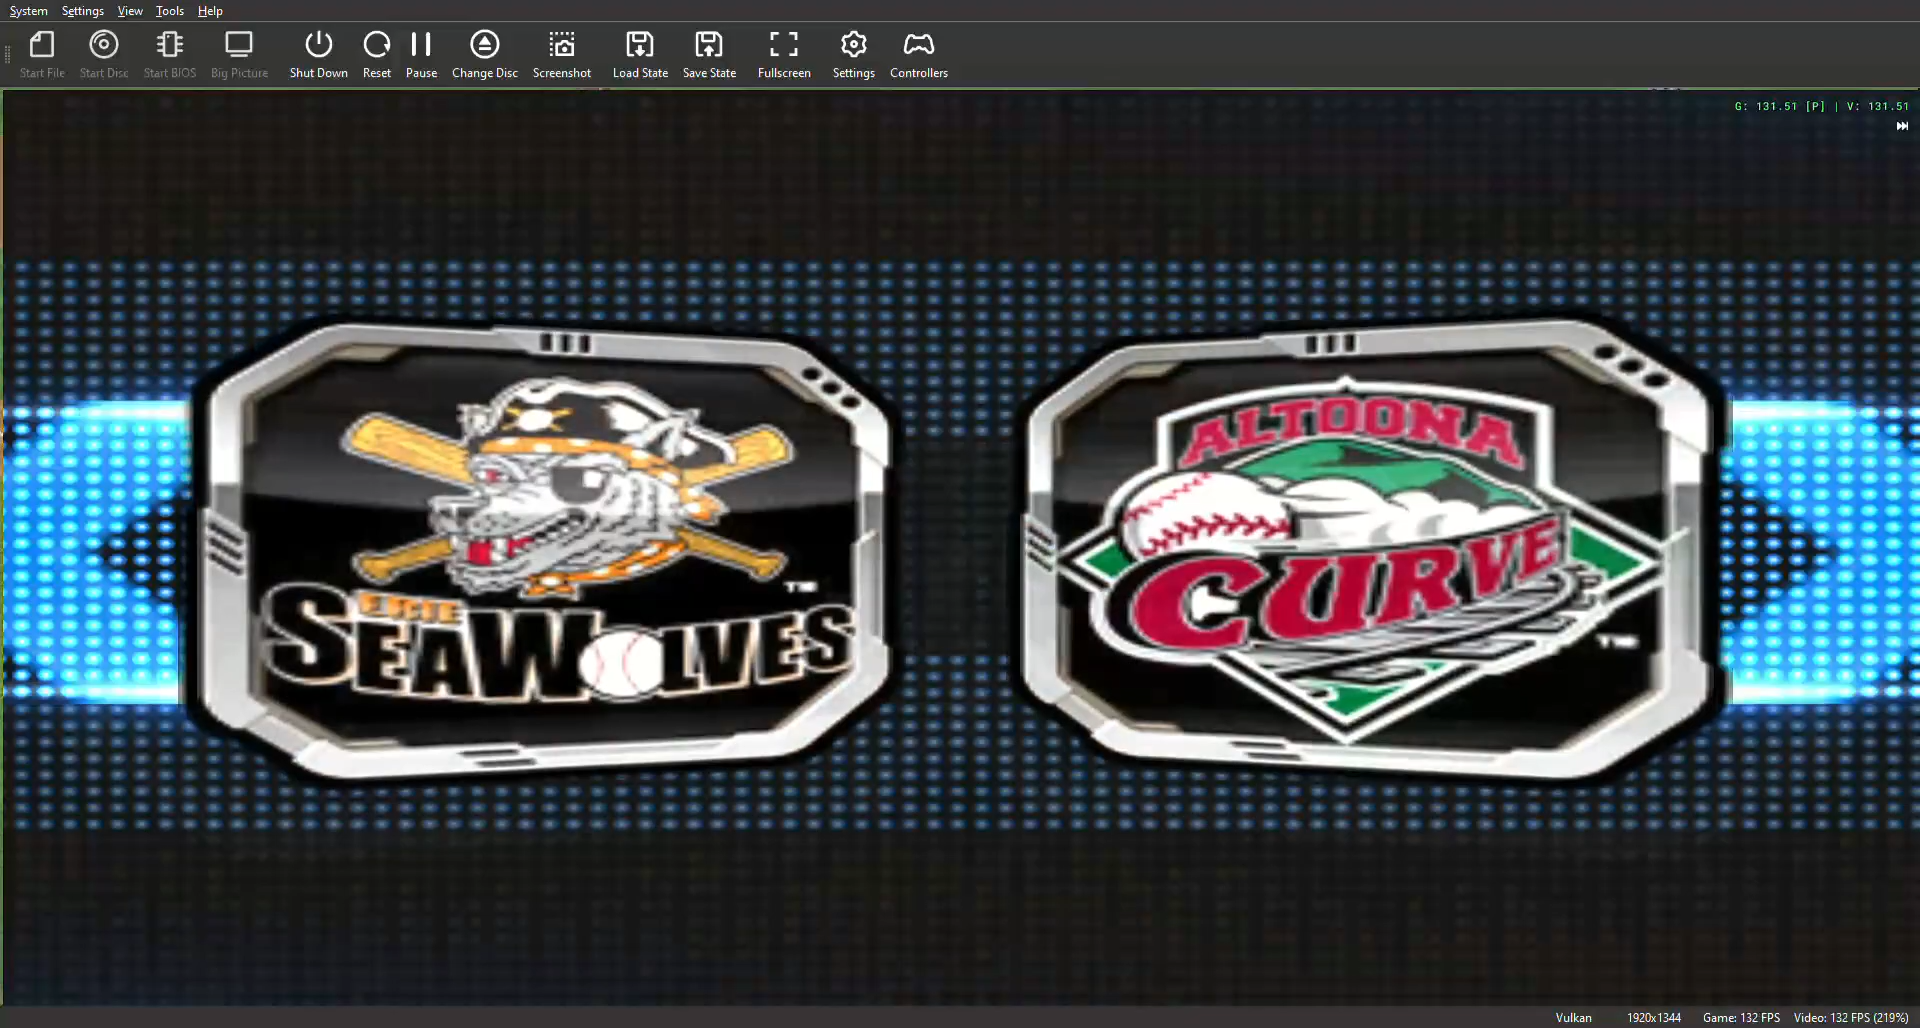 System Settings View Tools Help
Start File Start Disc Start BIOS Big Picture Shut Down Reset Pause Change Disc Screenshot Load State Save State Fullscreen Settings Controllers
G: 131.51 [P] | V: 131.51
ERIE
SEAWOLVES
TM
ALTOONA
CURVE
TM
Vulkan 1920x1344 Game: 132 FPS Video: 132 FPS (219%)